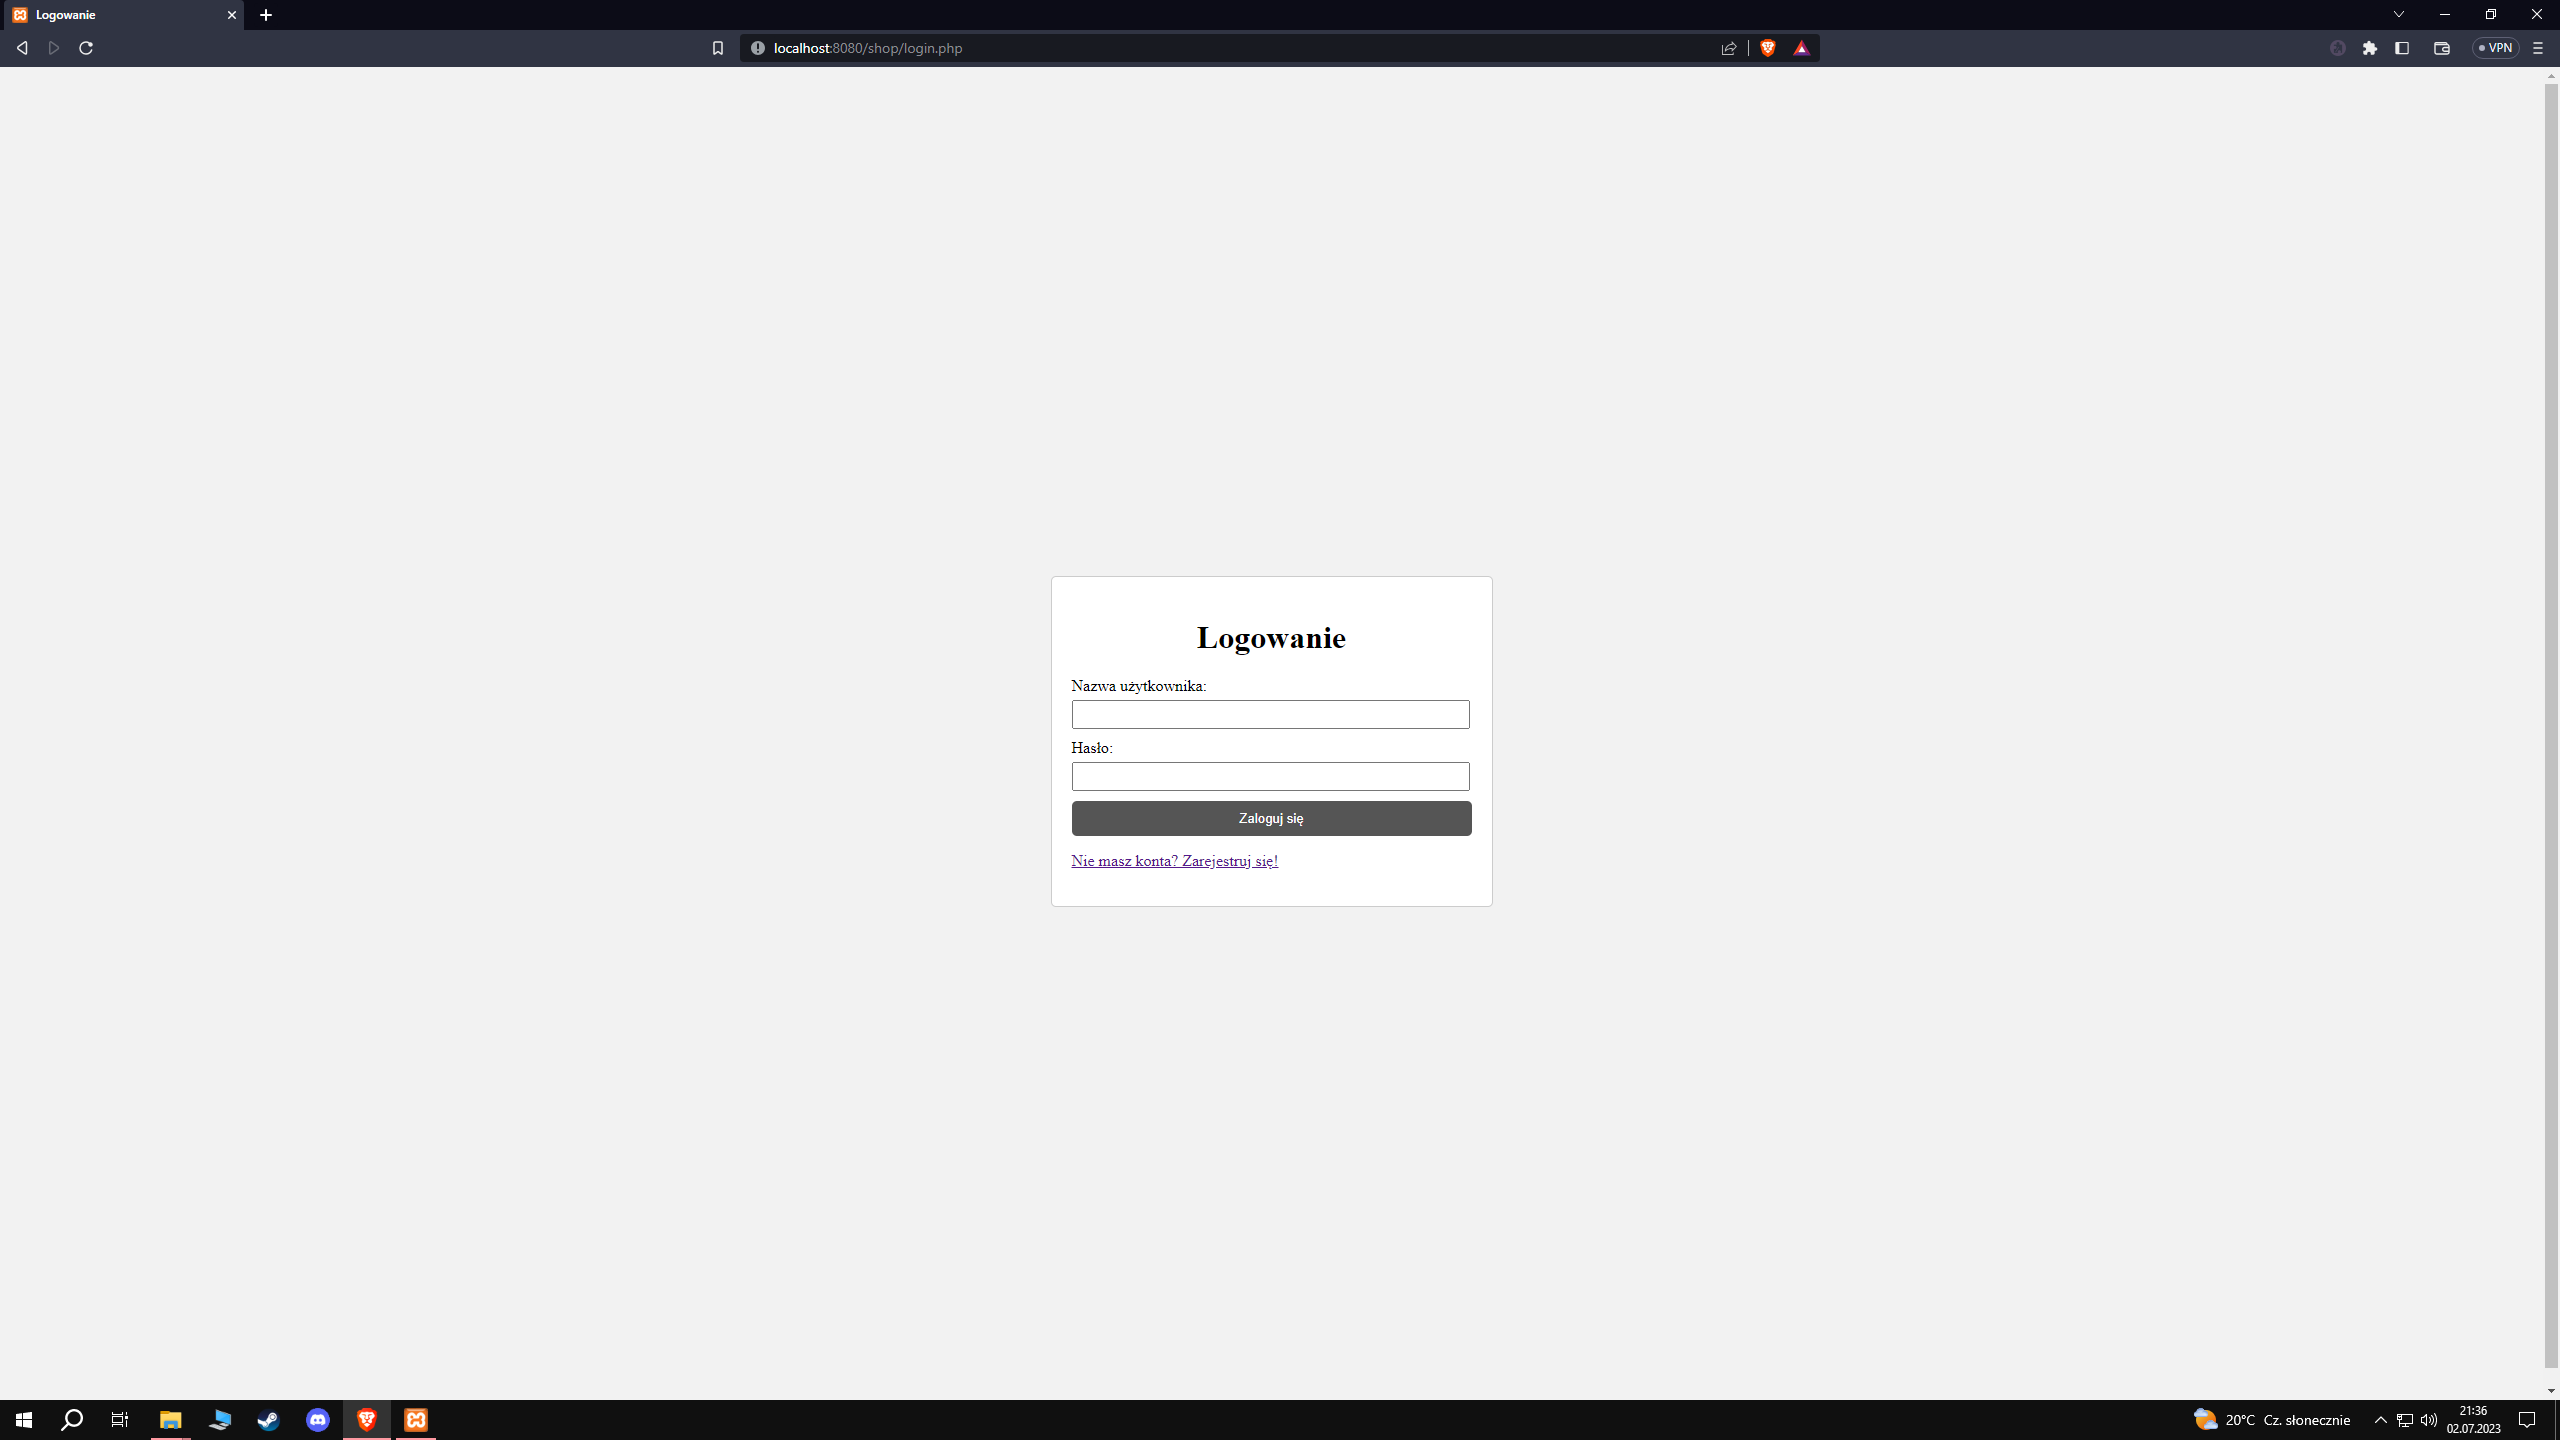 Logowanie
localhost:8080/shop/login.php
VPN
Logowanie
Nazwa użytkownika:
Hasło:
Zaloguj się
Nie masz konta? Zarejestruj się!
20°C Cz. słonecznie
21:36
02.07.2023